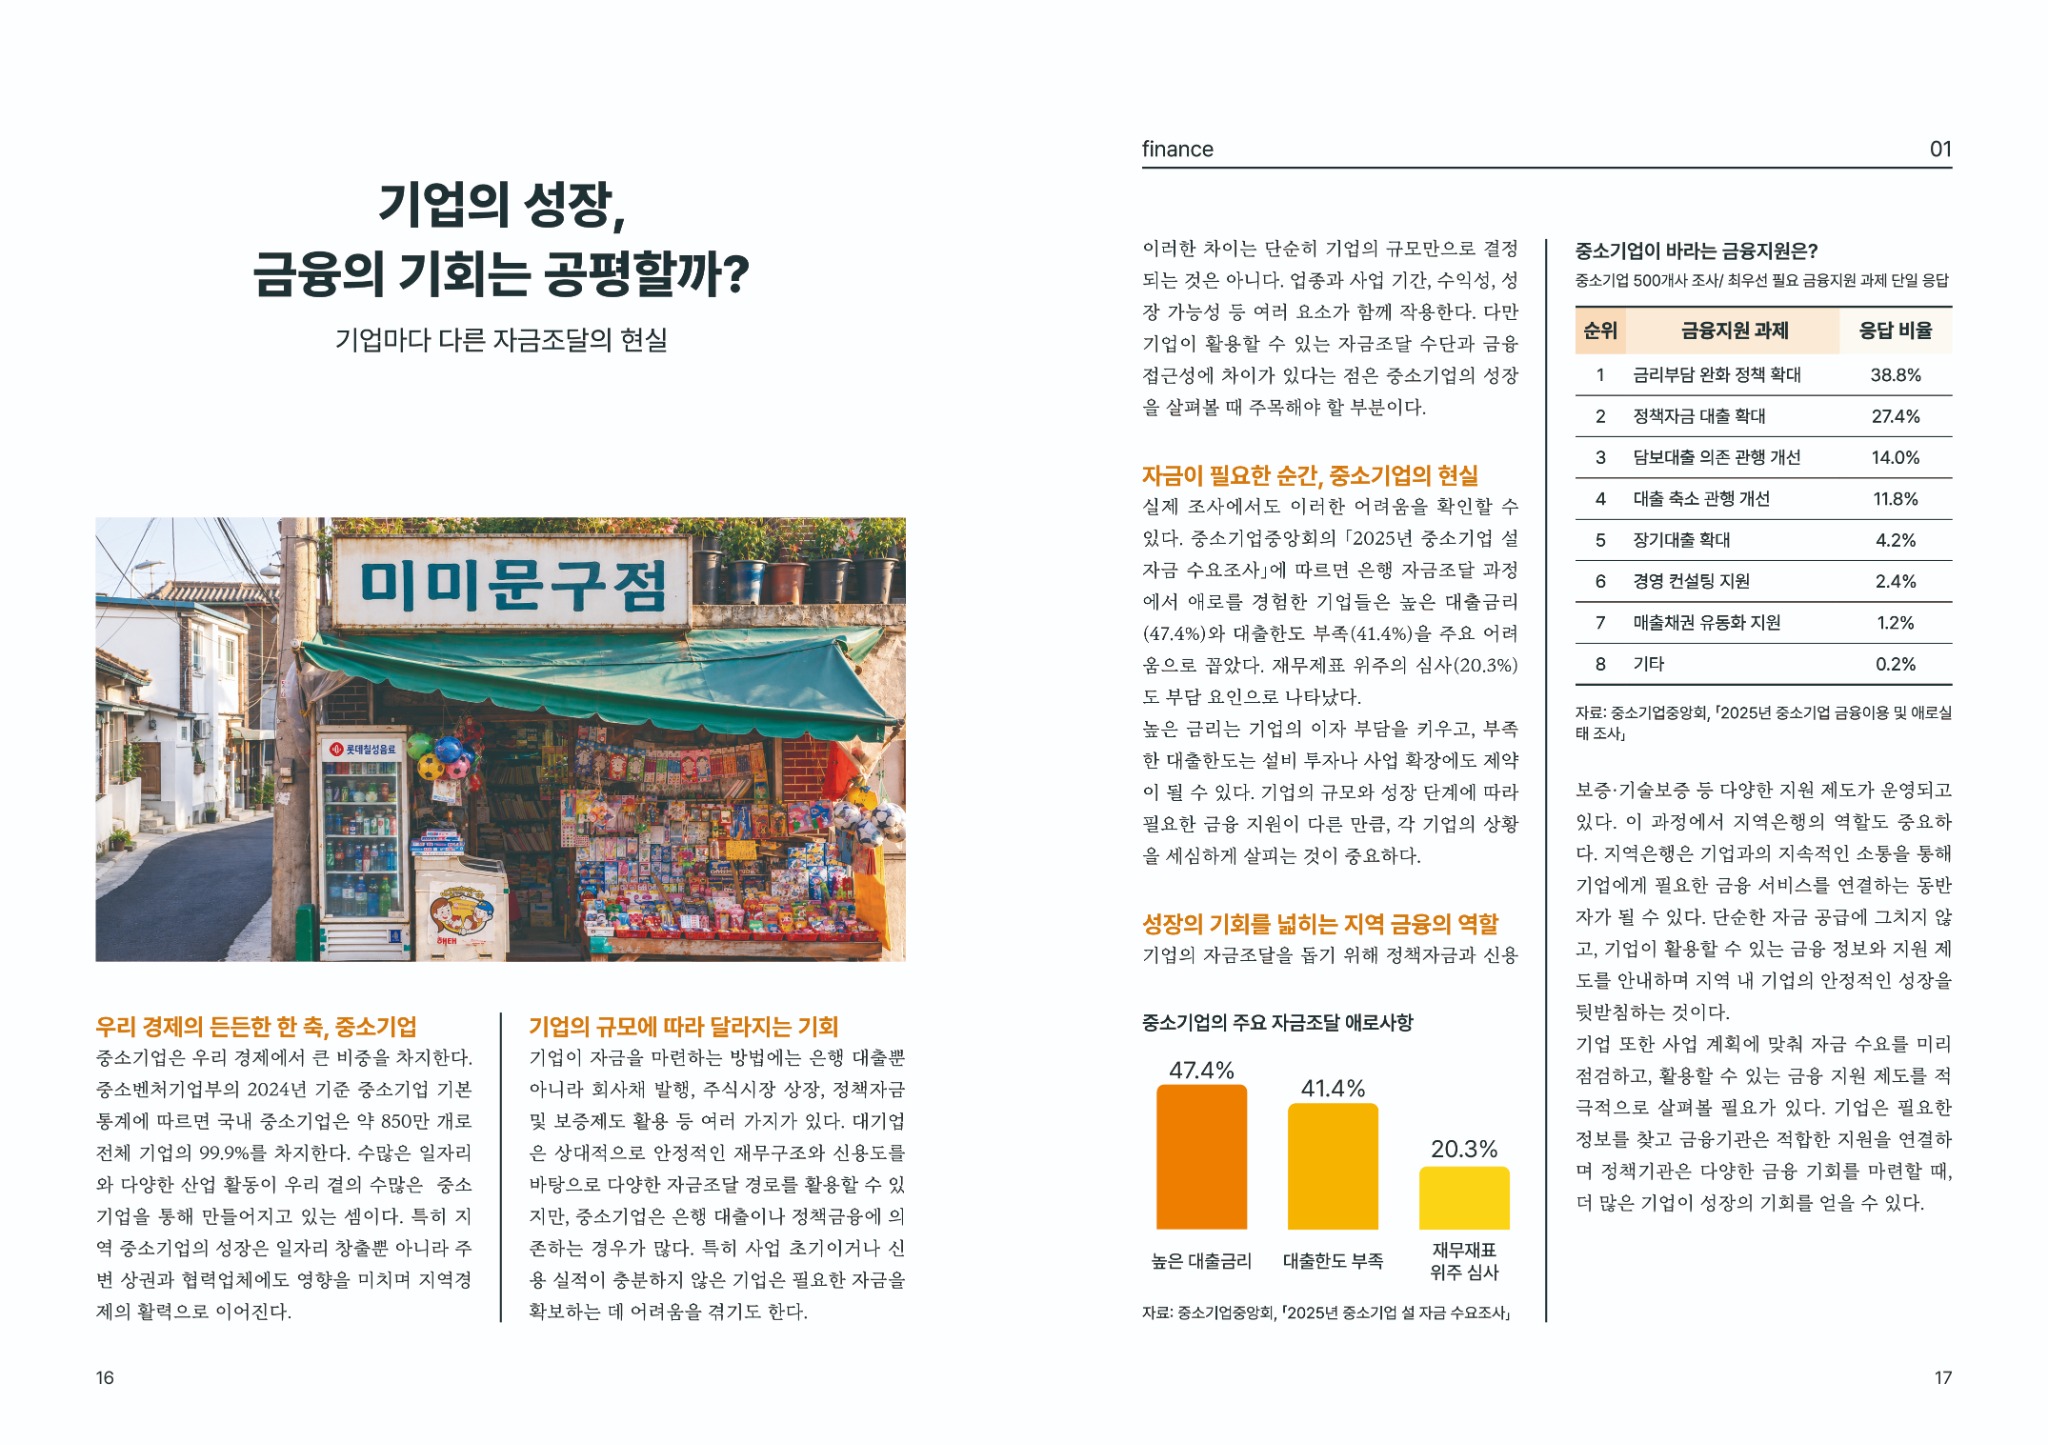 기업의 성장,
금융의 기회는 공평할까?
기업마다 다른 자금조달의 현실
미미문구점
롯데칠성음료
해태
우리 경제의 든든한 한 축, 중소기업
중소기업은 우리 경제에서 큰 비중을 차지한다.
중소벤처기업부의 2024년 기준 중소기업 기본
통계에 따르면 국내 중소기업은 약 850만 개로
전체 기업의 99.9%를 차지한다. 수많은 일자리
와 다양한 산업 활동이 우리 곁의 수많은 중소
기업을 통해 만들어지고 있는 셈이다. 특히 지
역 중소기업의 성장은 일자리 창출뿐 아니라 주
변 상권과 협력업체에도 영향을 미치며 지역경
제의 활력으로 이어진다.
기업의 규모에 따라 달라지는 기회
기업이 자금을 마련하는 방법에는 은행 대출뿐
아니라 회사채 발행, 주식시장 상장, 정책자금
및 보증제도 활용 등 여러 가지가 있다. 대기업
은 상대적으로 안정적인 재무구조와 신용도를
바탕으로 다양한 자금조달 경로를 활용할 수 있
지만, 중소기업은 은행 대출이나 정책금융에 의
존하는 경우가 많다. 특히 사업 초기이거나 신
용 실적이 충분하지 않은 기업은 필요한 자금을
확보하는 데 어려움을 겪기도 한다.
16
finance
01
이러한 차이는 단순히 기업의 규모만으로 결정
되는 것은 아니다. 업종과 사업 기간, 수익성, 성
장 가능성 등 여러 요소가 함께 작용한다. 다만
기업이 활용할 수 있는 자금조달 수단과 금융
접근성에 차이가 있다는 점은 중소기업의 성장
을 살펴볼 때 주목해야 할 부분이다.
자금이 필요한 순간, 중소기업의 현실
실제 조사에서도 이러한 어려움을 확인할 수
있다. 중소기업중앙회의 「2025년 중소기업 설
자금 수요조사」에 따르면 은행 자금조달 과정
에서 애로를 경험한 기업들은 높은 대출금리
(47.4%)와 대출한도 부족(41.4%)을 주요 어려
움으로 꼽았다. 재무제표 위주의 심사(20.3%)
도 부담 요인으로 나타났다.
높은 금리는 기업의 이자 부담을 키우고, 부족
한 대출한도는 설비 투자나 사업 확장에도 제약
이 될 수 있다. 기업의 규모와 성장 단계에 따라
필요한 금융 지원이 다른 만큼, 각 기업의 상황
을 세심하게 살피는 것이 중요하다.
성장의 기회를 넓히는 지역 금융의 역할
기업의 자금조달을 돕기 위해 정책자금과 신용
중소기업의 주요 자금조달 애로사항
47.4%
41.4%
20.3%
높은 대출금리
대출한도 부족
재무재표
위주 심사
자료: 중소기업중앙회, 「2025년 중소기업 설 자금 수요조사」
중소기업이 바라는 금융지원은?
중소기업 500개사 조사/ 최우선 필요 금융지원 과제 단일 응답
순위 금융지원 과제 응답 비율
1 금리부담 완화 정책 확대 38.8%
2 정책자금 대출 확대 27.4%
3 담보대출 의존 관행 개선 14.0%
4 대출 축소 관행 개선 11.8%
5 장기대출 확대 4.2%
6 경영 컨설팅 지원 2.4%
7 매출채권 유동화 지원 1.2%
8 기타 0.2%
자료: 중소기업중앙회, 「2025년 중소기업 금융이용 및 애로실
태 조사」
보증·기술보증 등 다양한 지원 제도가 운영되고
있다. 이 과정에서 지역은행의 역할도 중요하
다. 지역은행은 기업과의 지속적인 소통을 통해
기업에게 필요한 금융 서비스를 연결하는 동반
자가 될 수 있다. 단순한 자금 공급에 그치지 않
고, 기업이 활용할 수 있는 금융 정보와 지원 제
도를 안내하며 지역 내 기업의 안정적인 성장을
뒷받침하는 것이다.
기업 또한 사업 계획에 맞춰 자금 수요를 미리
점검하고, 활용할 수 있는 금융 지원 제도를 적
극적으로 살펴볼 필요가 있다. 기업은 필요한
정보를 찾고 금융기관은 적합한 지원을 연결하
며 정책기관은 다양한 금융 기회를 마련할 때,
더 많은 기업이 성장의 기회를 얻을 수 있다.
17